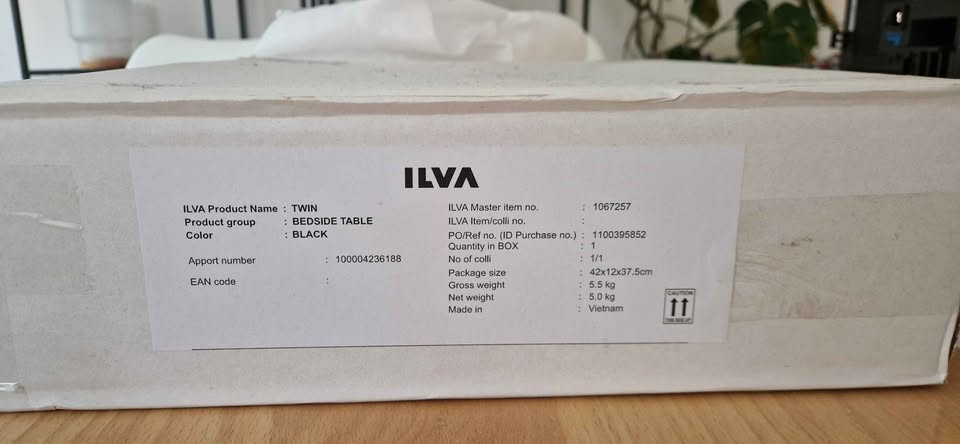 ILVA
ILVA Product Name : TWIN
Product group : BEDSIDE TABLE
Color : BLACK
Apport number : 100004236188
EAN code :
ILVA Master item no. : 1067257
ILVA Item/colli no. :
PO/Ref no. (ID Purchase no.) : 1100395852
Quantity in BOX : 1
No of colli : 1/1
Package size : 42x12x37.5cm
Gross weight : 5.5 kg
Net weight : 5.0 kg
Made in : Vietnam
CAUTION
THIS SIDE UP